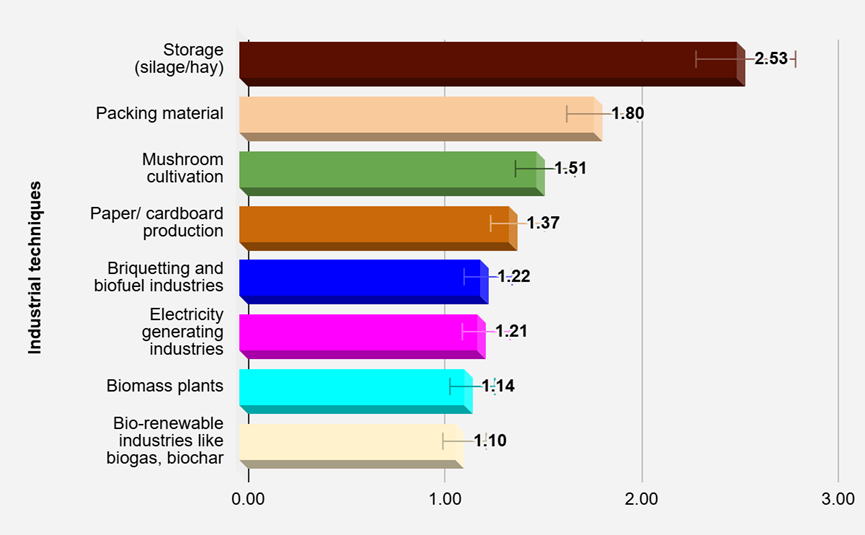 Industrial techniques
Storage
(silage/hay)
2.53
Packing material
1.80
Mushroom
cultivation
1.51
Paper/ cardboard
production
1.37
Briquetting and
biofuel industries
1.22
Electricity
generating
industries
1.21
Biomass plants
1.14
Bio-renewable
industries like
biogas, biochar
1.10
0.00 1.00 2.00 3.00